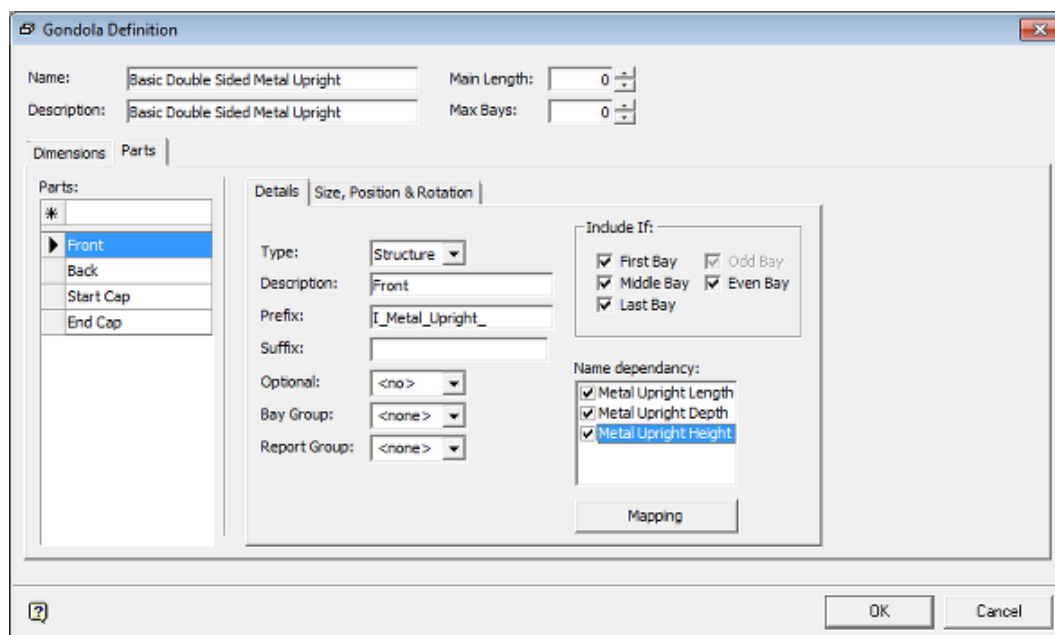 Gondola Definition
Name: Basic Double Sided Metal Upright Main Length: 0
Description: Basic Double Sided Metal Upright Max Bays: 0
Dimensions Parts
Parts:
Front
Back
Start Cap
End Cap
Details Size, Position & Rotation
Type: Structure
Description: Front
Prefix: I_Metal_Upright_
Suffix:
Optional: <no>
Bay Group: <none>
Report Group: <none>
Include If:
First Bay Odd Bay
Middle Bay Even Bay
Last Bay
Name dependancy:
Metal Upright Length
Metal Upright Depth
Metal Upright Height
Mapping
OK Cancel